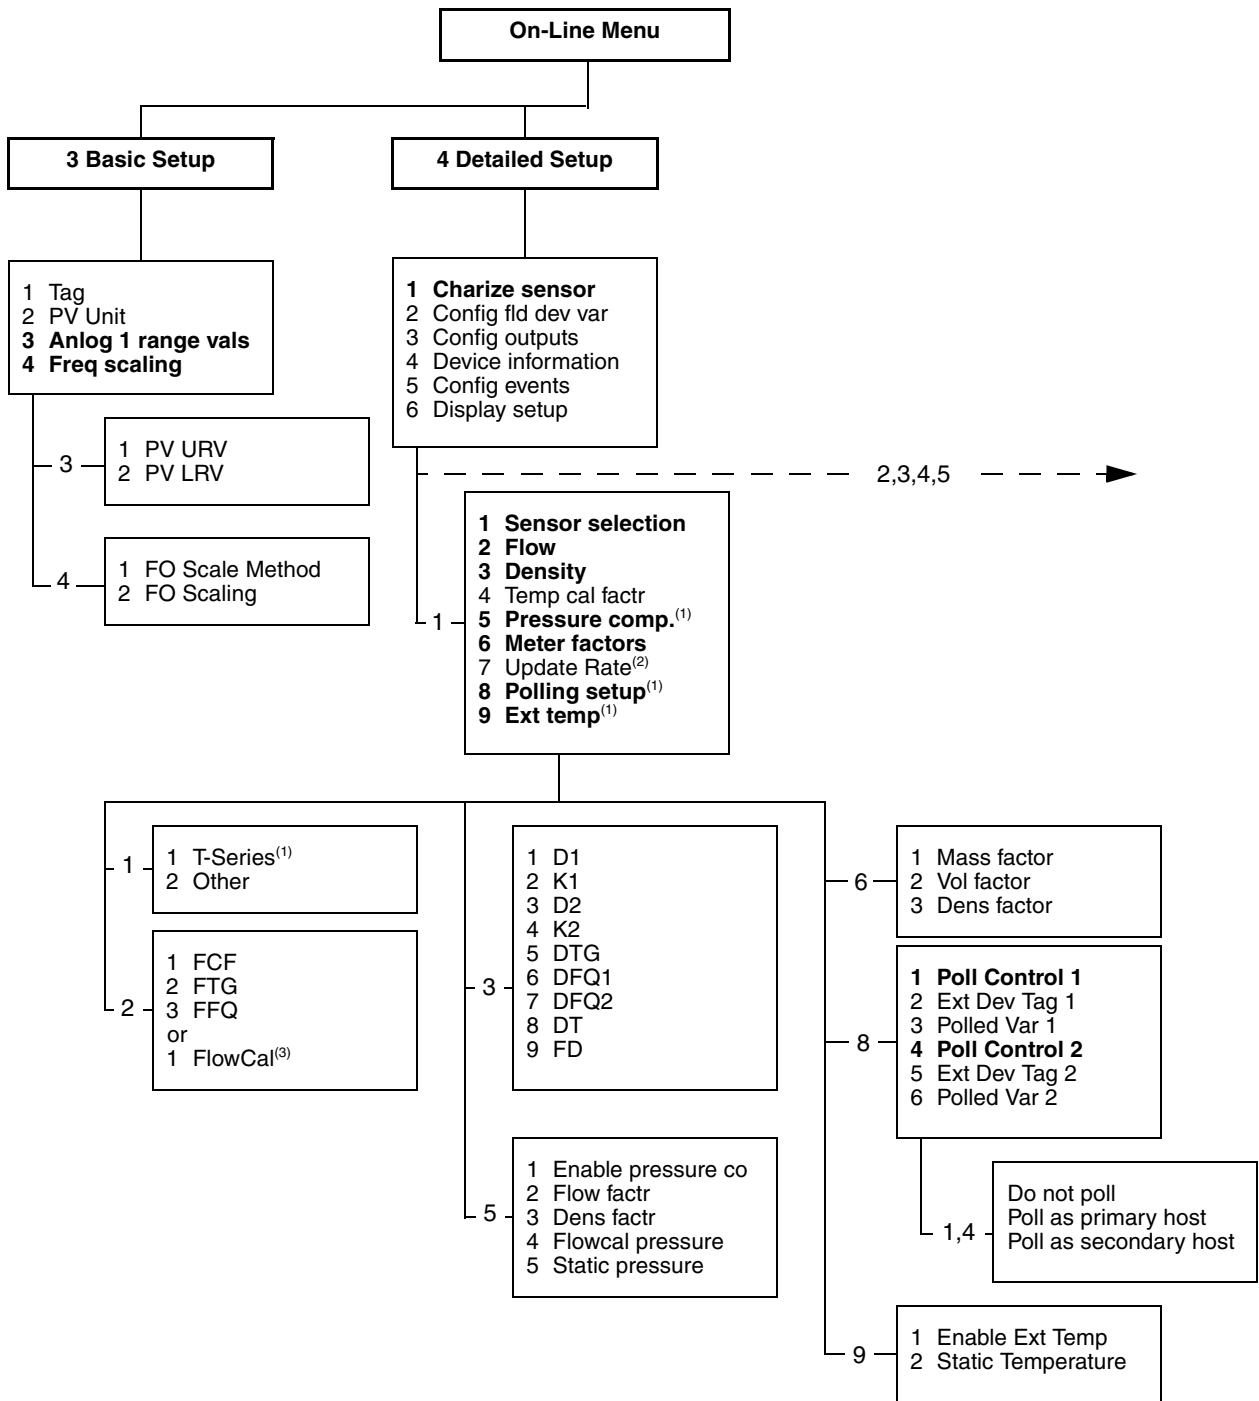 On-Line Menu
3 Basic Setup
4 Detailed Setup
1 Tag
2 PV Unit
3 Anlog 1 range vals
4 Freq scaling
3
1 PV URV
2 PV LRV
4
1 FO Scale Method
2 FO Scaling
1 Charize sensor
2 Config fld dev var
3 Config outputs
4 Device information
5 Config events
6 Display setup
2,3,4,5
1
1 Sensor selection
2 Flow
3 Density
4 Temp cal factr
5 Pressure comp.(1)
6 Meter factors
7 Update Rate(2)
8 Polling setup(1)
9 Ext temp(1)
1
1 T-Series(1)
2 Other
2
1 FCF
2 FTG
3 FFQ
or
1 FlowCal(3)
3
1 D1
2 K1
3 D2
4 K2
5 DTG
6 DFQ1
7 DFQ2
8 DT
9 FD
5
1 Enable pressure co
2 Flow factr
3 Dens factr
4 Flowcal pressure
5 Static pressure
6
1 Mass factor
2 Vol factor
3 Dens factor
8
1 Poll Control 1
2 Ext Dev Tag 1
3 Polled Var 1
4 Poll Control 2
5 Ext Dev Tag 2
6 Polled Var 2
1,4
Do not poll
Poll as primary host
Poll as secondary host
9
1 Enable Ext Temp
2 Static Temperature